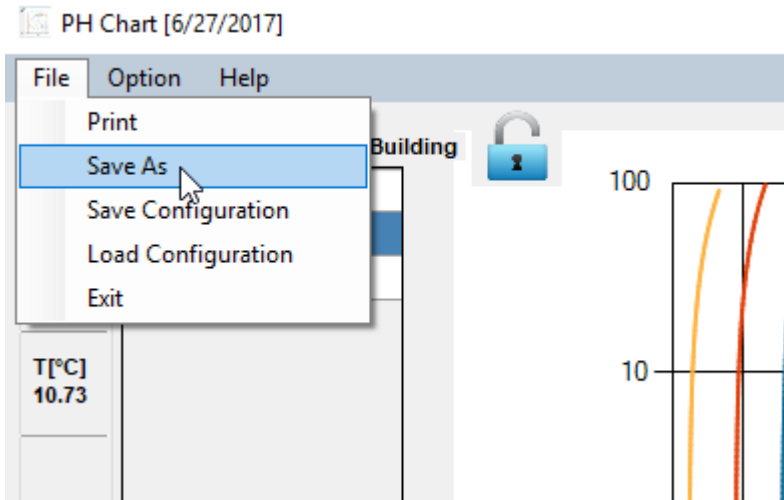 PH Chart [6/27/2017]
File Option Help
Print
Save As
Save Configuration
Load Configuration
Exit
Building
T[°C]
10.73
100
10